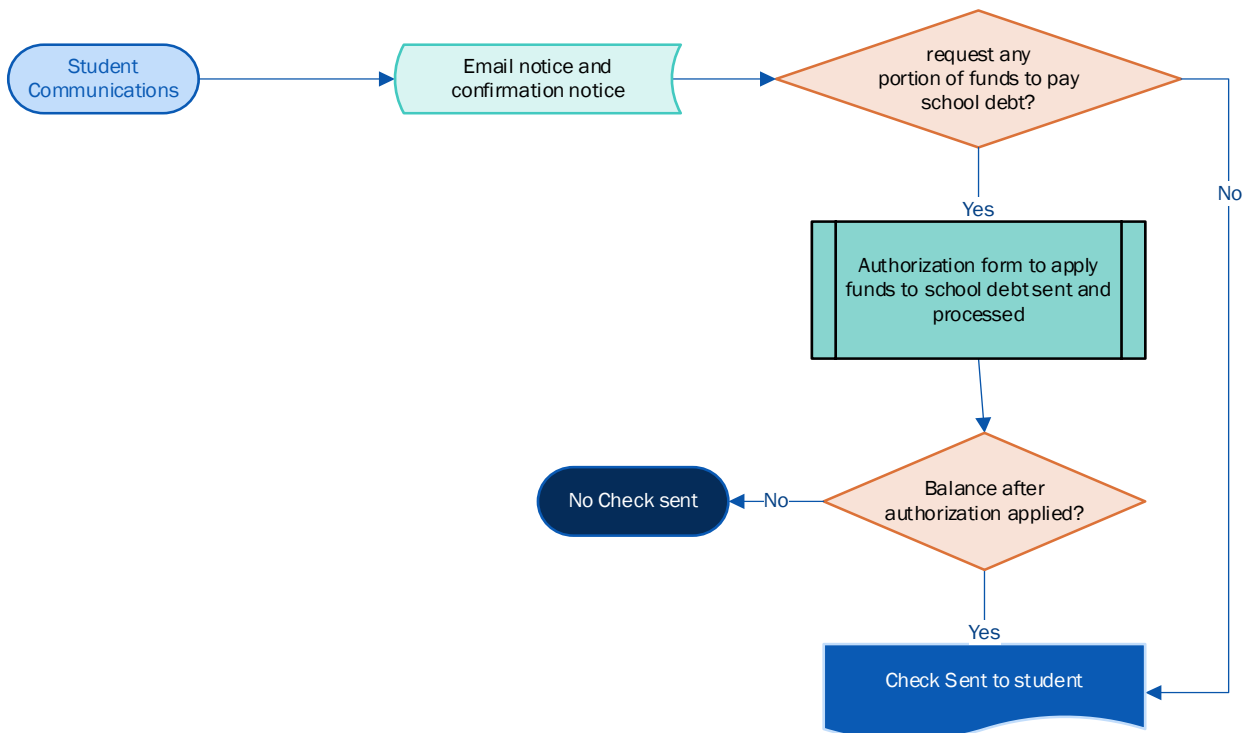 Student
Communications
Email notice and
confirmation notice
request any
portion of funds to pay
school debt?
No
Yes
Authorization form to apply
funds to school debt sent and
processed
No Check sent
No
Balance after
authorization applied?
Yes
Check Sent to student